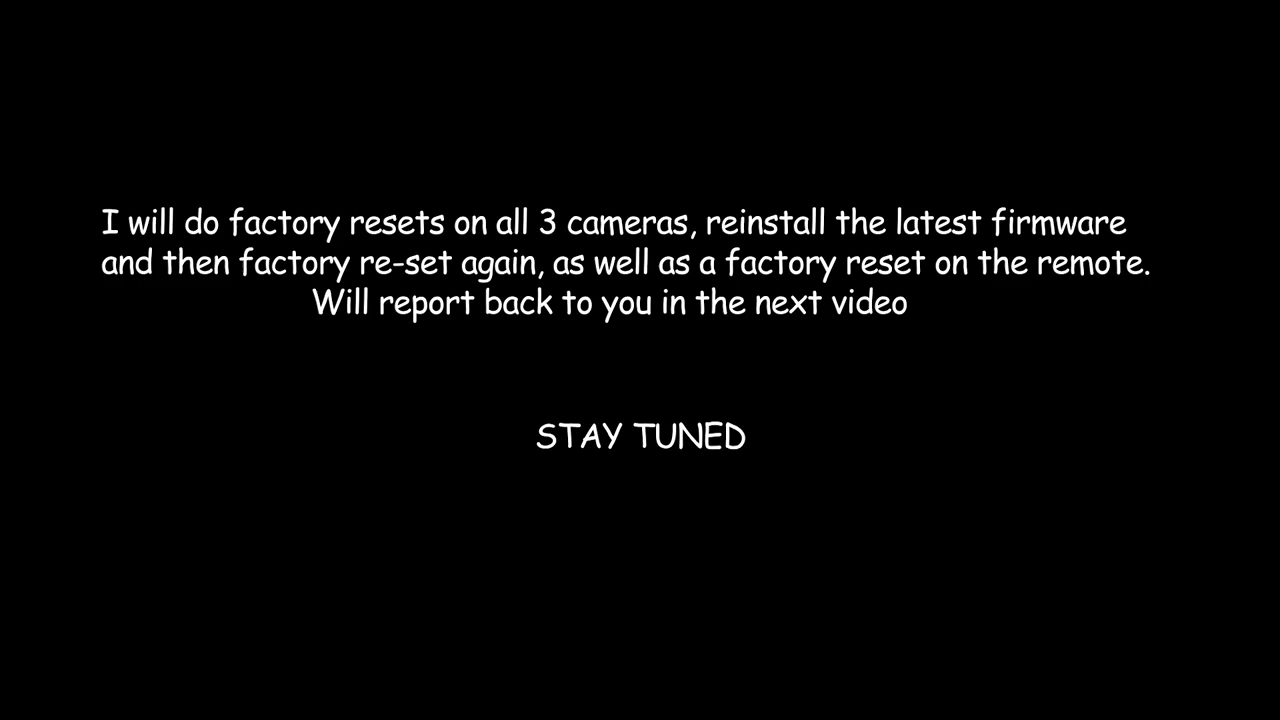 I will do factory resets on all 3 cameras, reinstall the latest firmware
and then factory re-set again, as well as a factory reset on the remote.
Will report back to you in the next video
STAY TUNED